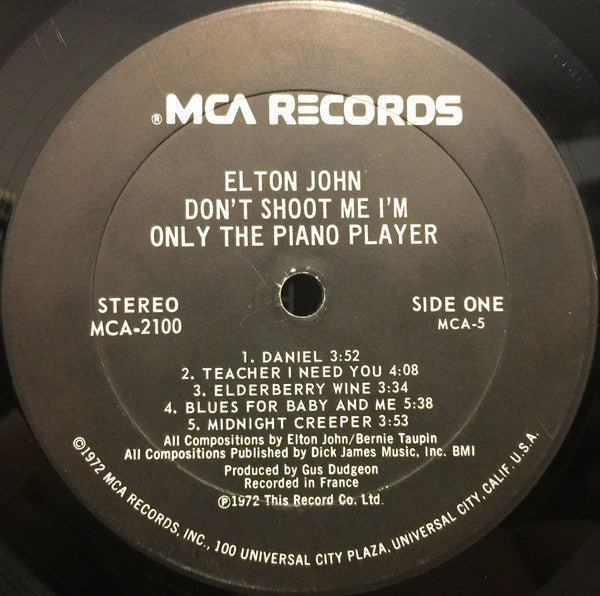 ® MCA RECORDS
ELTON JOHN
DON'T SHOOT ME I'M
ONLY THE PIANO PLAYER
STEREO
MCA-2100
SIDE ONE
MCA-5
1. DANIEL 3:52
2. TEACHER I NEED YOU 4:08
3. ELDERBERRY WINE 3:34
4. BLUES FOR BABY AND ME 5:38
5. MIDNIGHT CREEPER 3:53
All Compositions by Elton John/Bernie Taupin
All Compositions Published by Dick James Music, Inc. BMI
Produced by Gus Dudgeon
Recorded in France
℗1972 This Record Co. Ltd.
©1972 MCA RECORDS, INC., 100 UNIVERSAL CITY PLAZA, UNIVERSAL CITY, CALIF. U.S.A.